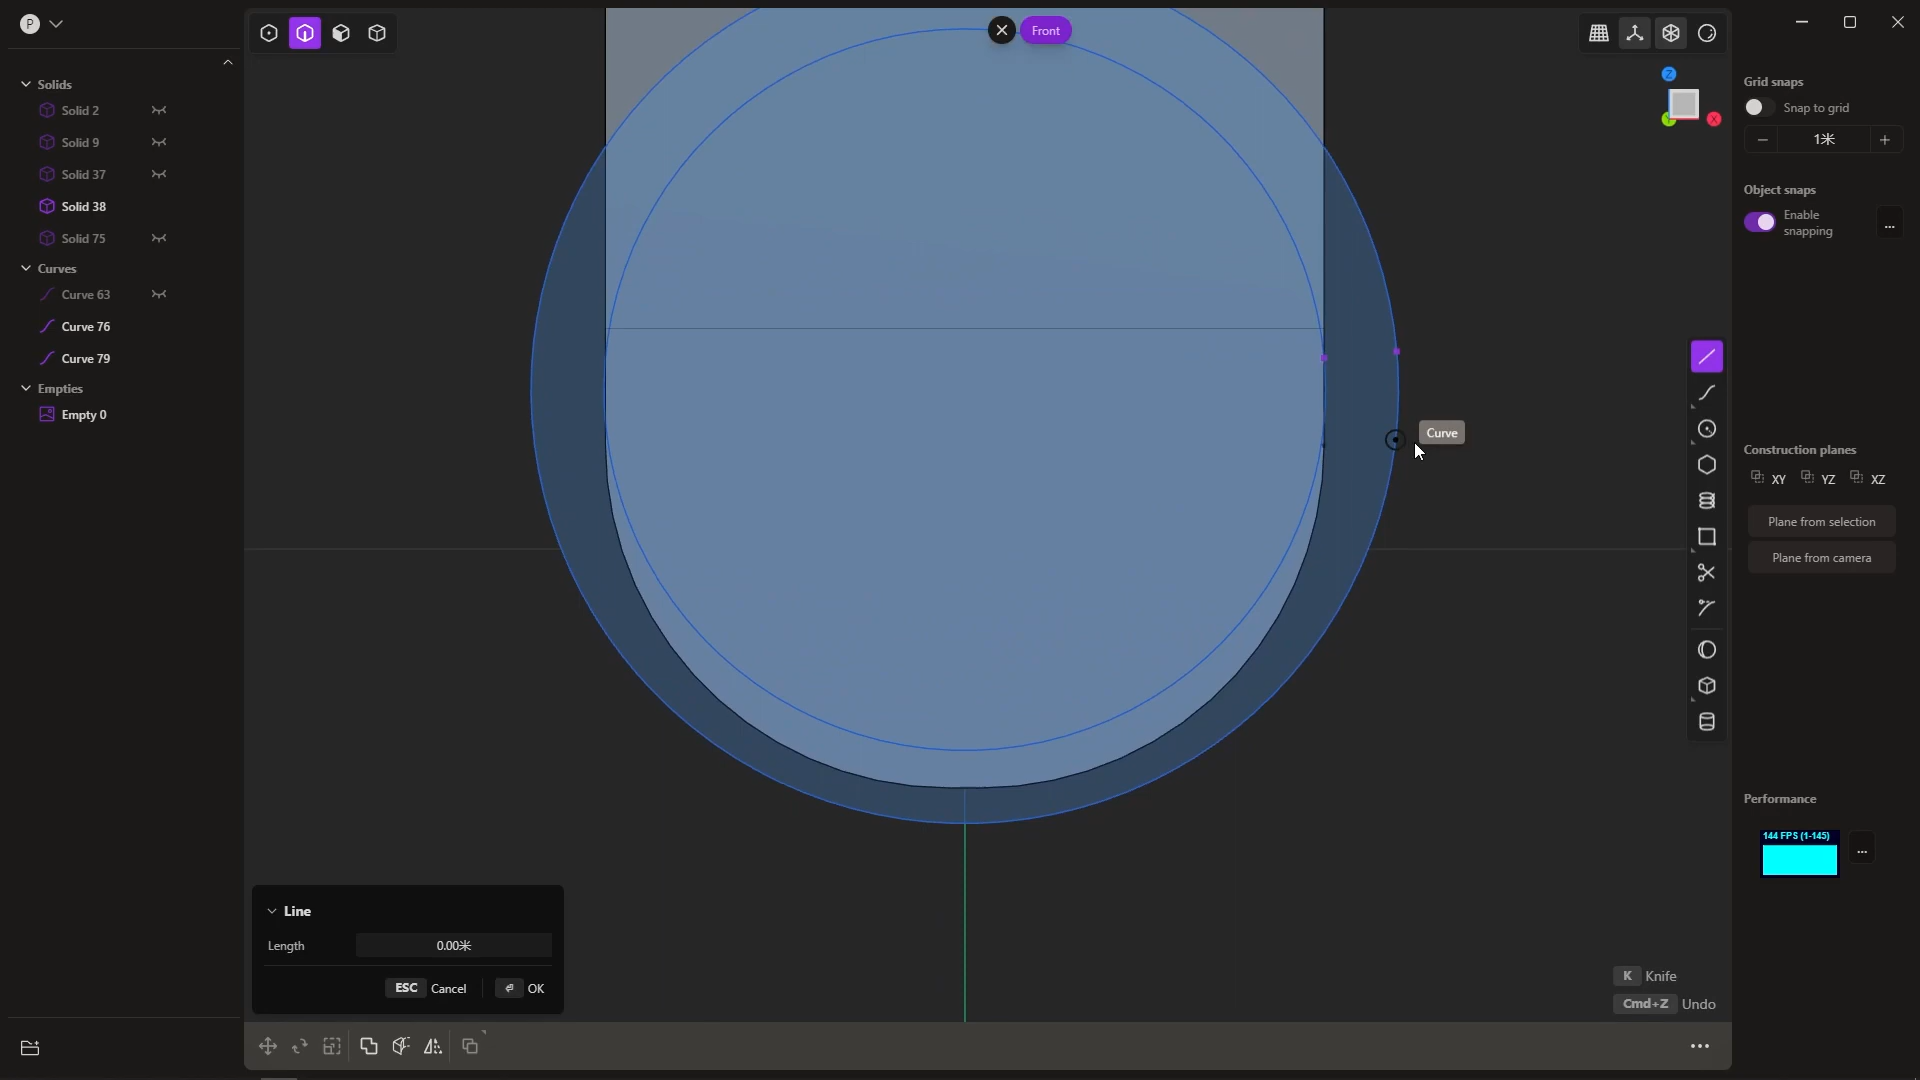 P
Solids
Solid 2
Solid 9
Solid 37
Solid 38
Solid 75
Curves
Curve 63
Curve 76
Curve 79
Empties
Empty 0
Front
Z
Y
X
Curve
Line
Length 0.00米
ESC Cancel
OK
K Knife
Cmd+Z Undo
Grid snaps
Snap to grid
− 1米 +
Object snaps
Enable
snapping
...
Construction planes
XY YZ XZ
Plane from selection
Plane from camera
Performance
144 FPS (1-145)
...